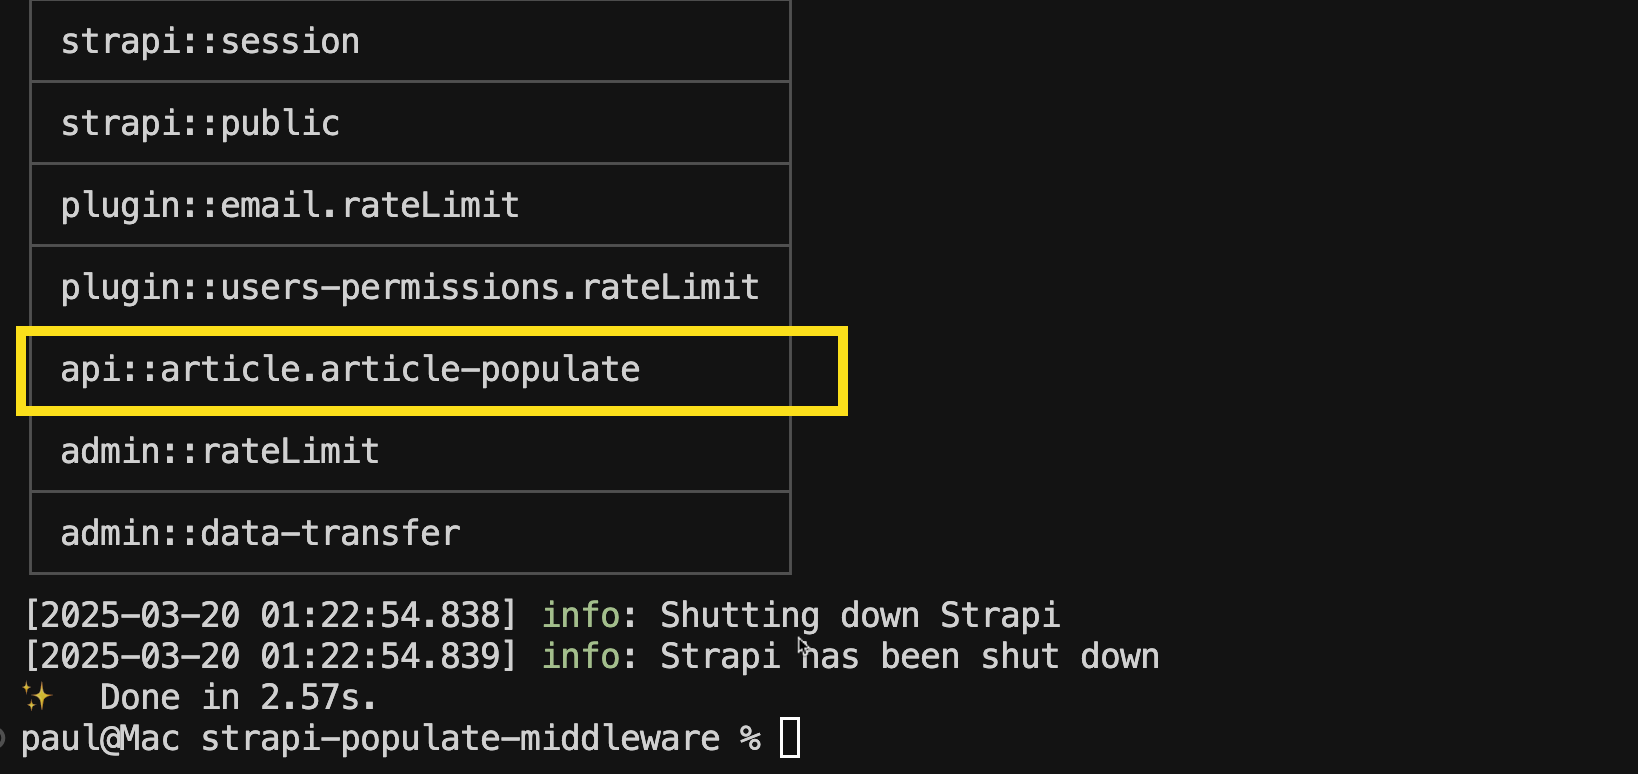 strapi::session
strapi::public
plugin::email.rateLimit
plugin::users-permissions.rateLimit
api::article.article-populate
admin::rateLimit
admin::data-transfer
[2025-03-20 01:22:54.838] info: Shutting down Strapi
[2025-03-20 01:22:54.839] info: Strapi has been shut down
✨  Done in 2.57s.
paul@Mac strapi-populate-middleware %